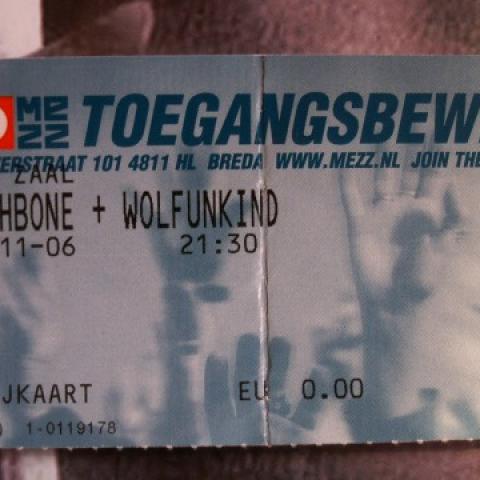 MEZZ TOEGANGSBEW
ERSTRAAT 101 4811 HL BREDA WWW.MEZZ.NL JOIN THE
ZAAL
HBONE + WOLFUNKIND
11-06 21:30
JKAART EU 0.00
) 1-0119178